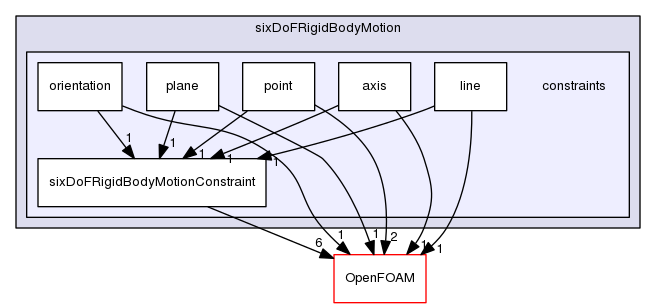 sixDoFRigidBodyMotion
orientation
plane
point
axis
line
constraints
1
1
1
1
1
sixDoFRigidBodyMotionConstraint
6
1
1
2
1
1
OpenFOAM